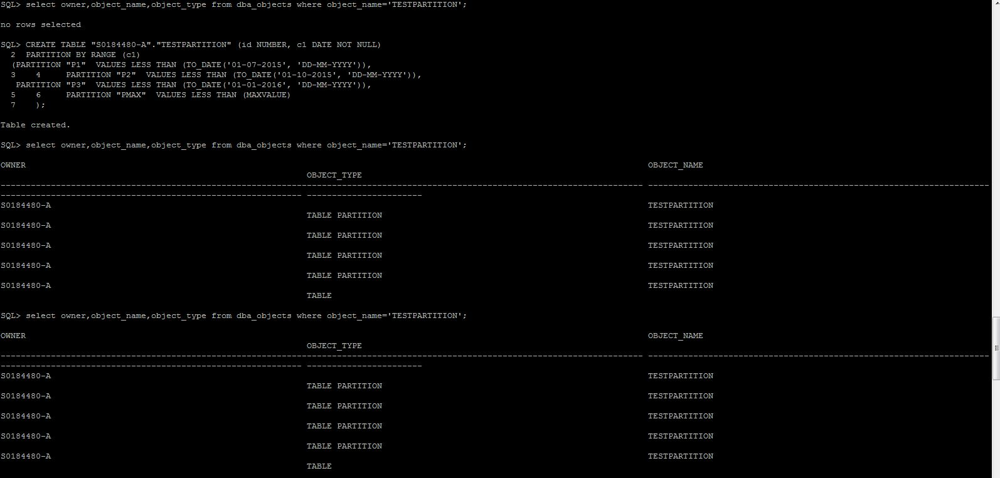 SQL> select owner,object_name,object_type from dba_objects where object_name='TESTPARTITION';
no rows selected
SQL> CREATE TABLE "S0184480-A"."TESTPARTITION" (id NUMBER, c1 DATE NOT NULL)
2  PARTITION BY RANGE (c1)
(PARTITION "P1"  VALUES LESS THAN (TO_DATE('01-07-2015', 'DD-MM-YYYY')),
3    4     PARTITION "P2"  VALUES LESS THAN (TO_DATE('01-10-2015', 'DD-MM-YYYY')),
PARTITION "P3"  VALUES LESS THAN (TO_DATE('01-01-2016', 'DD-MM-YYYY')),
5    6     PARTITION "PMAX"  VALUES LESS THAN (MAXVALUE)
7    );
Table created.
SQL> select owner,object_name,object_type from dba_objects where object_name='TESTPARTITION';
OWNER OBJECT_NAME
OBJECT_TYPE
S0184480-A TESTPARTITION
TABLE PARTITION
S0184480-A TESTPARTITION
TABLE PARTITION
S0184480-A TESTPARTITION
TABLE PARTITION
S0184480-A TESTPARTITION
TABLE PARTITION
S0184480-A TESTPARTITION
TABLE
SQL> select owner,object_name,object_type from dba_objects where object_name='TESTPARTITION';
OWNER OBJECT_NAME
OBJECT_TYPE
S0184480-A TESTPARTITION
TABLE PARTITION
S0184480-A TESTPARTITION
TABLE PARTITION
S0184480-A TESTPARTITION
TABLE PARTITION
S0184480-A TESTPARTITION
TABLE PARTITION
S0184480-A TESTPARTITION
TABLE